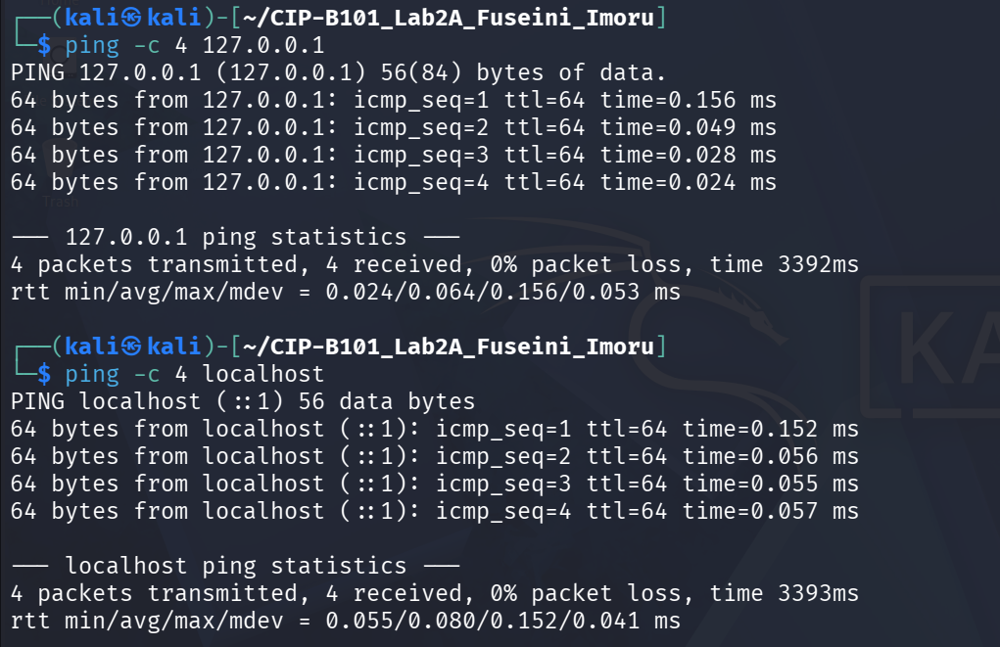 ┌──(kali㉿kali)-[~/CIP-B101_Lab2A_Fuseini_Imoru]
└─$ ping -c 4 127.0.0.1
PING 127.0.0.1 (127.0.0.1) 56(84) bytes of data.
64 bytes from 127.0.0.1: icmp_seq=1 ttl=64 time=0.156 ms
64 bytes from 127.0.0.1: icmp_seq=2 ttl=64 time=0.049 ms
64 bytes from 127.0.0.1: icmp_seq=3 ttl=64 time=0.028 ms
64 bytes from 127.0.0.1: icmp_seq=4 ttl=64 time=0.024 ms
Trash
--- 127.0.0.1 ping statistics ---
4 packets transmitted, 4 received, 0% packet loss, time 3392ms
rtt min/avg/max/mdev = 0.024/0.064/0.156/0.053 ms
┌──(kali㉿kali)-[~/CIP-B101_Lab2A_Fuseini_Imoru]
└─$ ping -c 4 localhost
KA
PING localhost (::1) 56 data bytes
64 bytes from localhost (::1): icmp_seq=1 ttl=64 time=0.152 ms
64 bytes from localhost (::1): icmp_seq=2 ttl=64 time=0.056 ms
64 bytes from localhost (::1): icmp_seq=3 ttl=64 time=0.055 ms
64 bytes from localhost (::1): icmp_seq=4 ttl=64 time=0.057 ms
--- localhost ping statistics ---
4 packets transmitted, 4 received, 0% packet loss, time 3393ms
rtt min/avg/max/mdev = 0.055/0.080/0.152/0.041 ms